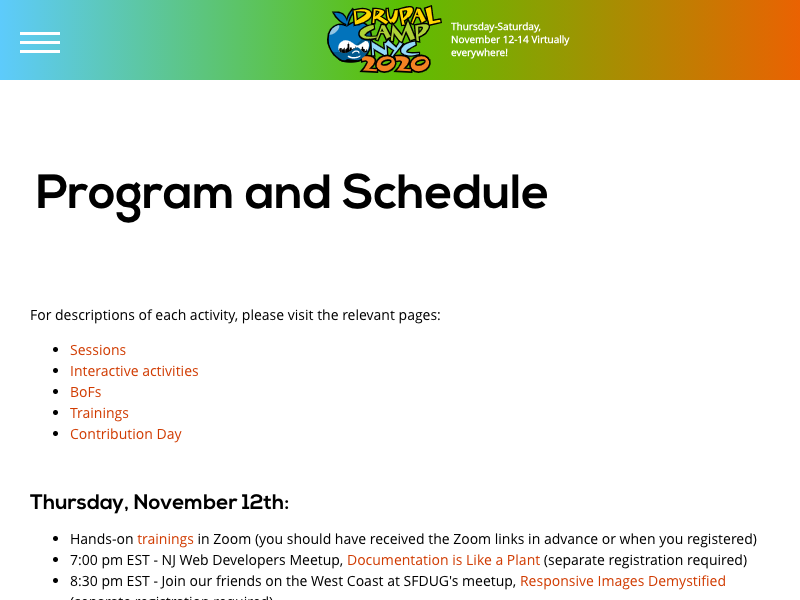 DRUPAL
CAMP
NYC
2020
Thursday-Saturday,
November 12-14 Virtually
everywhere!
Program and Schedule
For descriptions of each activity, please visit the relevant pages:
Sessions
Interactive activities
BoFs
Trainings
Contribution Day
Thursday, November 12th:
Hands-on trainings in Zoom (you should have received the Zoom links in advance or when you registered)
7:00 pm EST - NJ Web Developers Meetup, Documentation is Like a Plant (separate registration required)
8:30 pm EST - Join our friends on the West Coast at SFDUG's meetup, Responsive Images Demystified
(separate registration required)